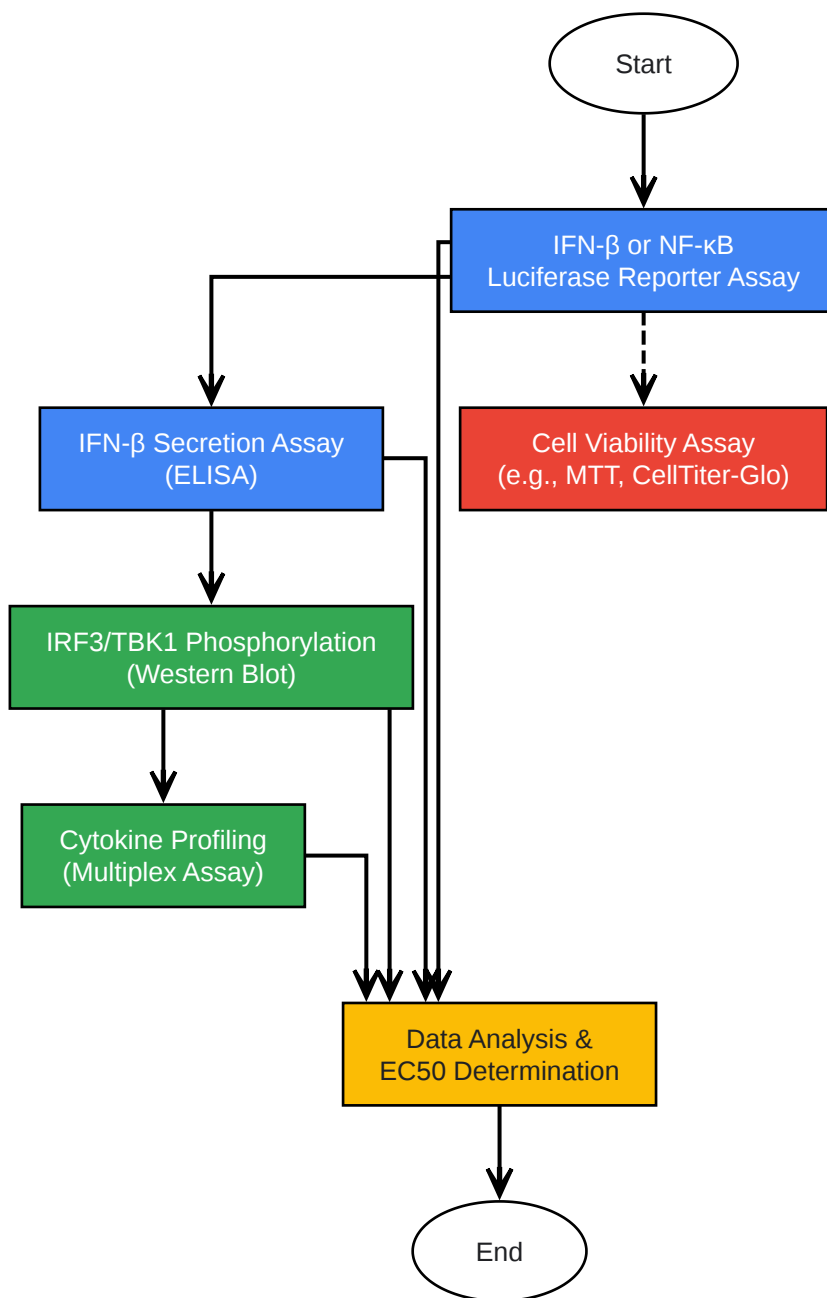 Start
IFN-β or NF-κB
Luciferase Reporter Assay
IFN-β Secretion Assay
(ELISA)
Cell Viability Assay
(e.g., MTT, CellTiter-Glo)
IRF3/TBK1 Phosphorylation
(Western Blot)
Cytokine Profiling
(Multiplex Assay)
Data Analysis &
EC50 Determination
End